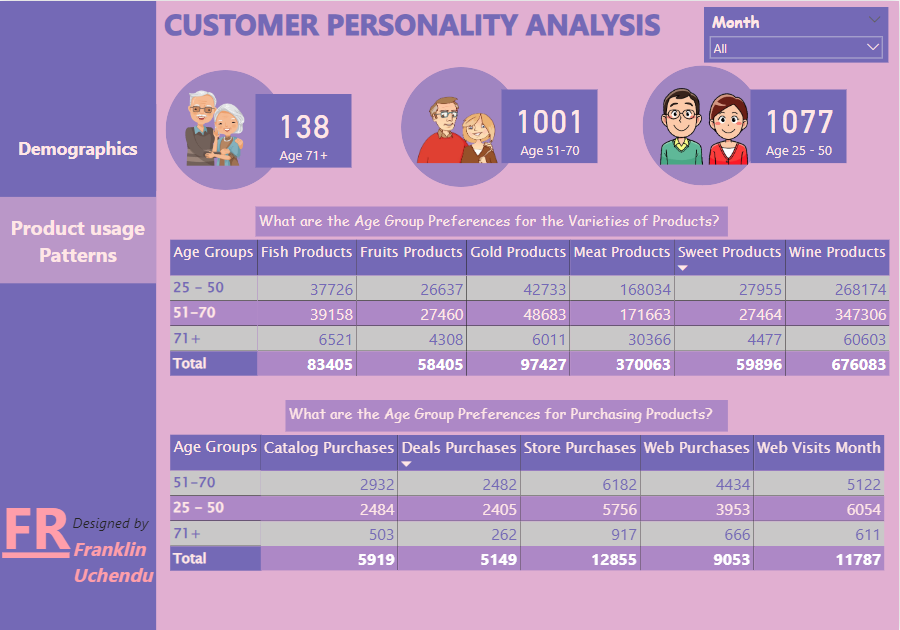 CUSTOMER PERSONALITY ANALYSIS
Month
All
Demographics
Product usage
Patterns
138
Age 71+
1001
Age 51-70
1077
Age 25 - 50
What are the Age Group Preferences for the Varieties of Products?
Age Groups Fish Products Fruits Products Gold Products Meat Products Sweet Products Wine Products
25 - 50 37726 26637 42733 168034 27955 268174
51-70 39158 27460 48683 171663 27464 347306
71+ 6521 4308 6011 30366 4477 60603
Total 83405 58405 97427 370063 59896 676083
What are the Age Group Preferences for Purchasing Products?
Age Groups Catalog Purchases Deals Purchases Store Purchases Web Purchases Web Visits Month
51-70 2932 2482 6182 4434 5122
25 - 50 2484 2405 5756 3953 6054
71+ 503 262 917 666 611
Total 5919 5149 12855 9053 11787
FR
Designed by
Franklin
Uchendu